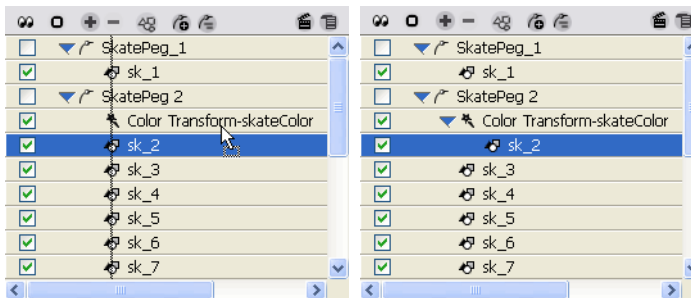 SkatePeg_1
sk_1
SkatePeg 2
Color Transform-skateColor
sk_2
sk_3
sk_4
sk_5
sk_6
sk_7
SkatePeg_1
sk_1
SkatePeg 2
Color Transform-skateColor
sk_2
sk_3
sk_4
sk_5
sk_6
sk_7